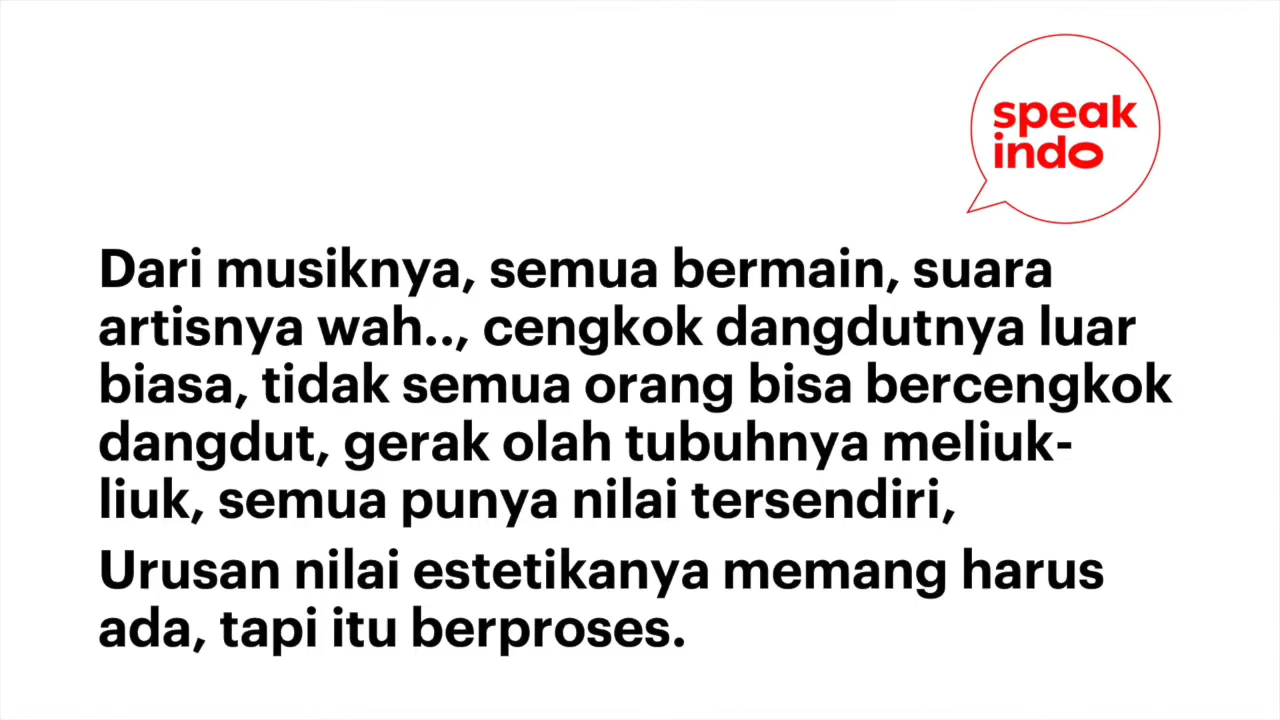 speak
indo
Dari musiknya, semua bermain, suara
artisnya wah.., cengkok dangdutnya luar
biasa, tidak semua orang bisa bercengkok
dangdut, gerak olah tubuhnya meliuk-
liuk, semua punya nilai tersendiri,
Urusan nilai estetikanya memang harus
ada, tapi itu berproses.